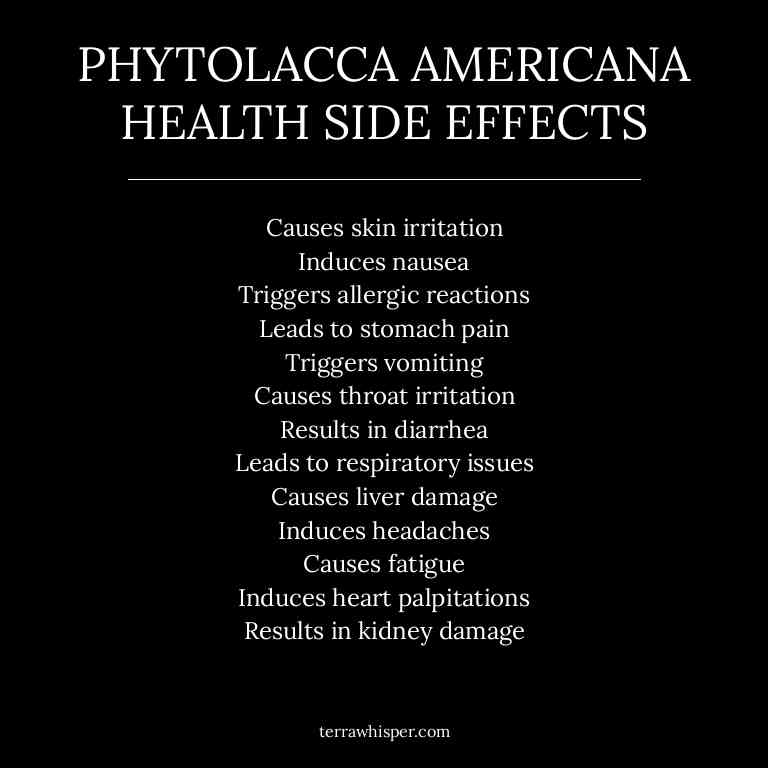 PHYTOLACCA AMERICANA
HEALTH SIDE EFFECTS
Causes skin irritation
Induces nausea
Triggers allergic reactions
Leads to stomach pain
Triggers vomiting
Causes throat irritation
Results in diarrhea
Leads to respiratory issues
Causes liver damage
Induces headaches
Causes fatigue
Induces heart palpitations
Results in kidney damage
terrawhisper.com